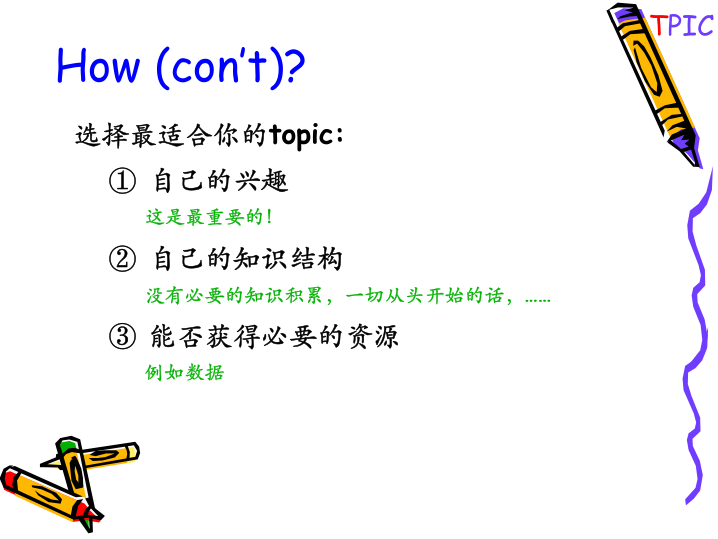 TPIC
How (con't)?
选择最适合你的topic:
① 自己的兴趣
这是最重要的!
② 自己的知识结构
没有必要的知识积累，一切从头开始的话，……
③ 能否获得必要的资源
例如数据